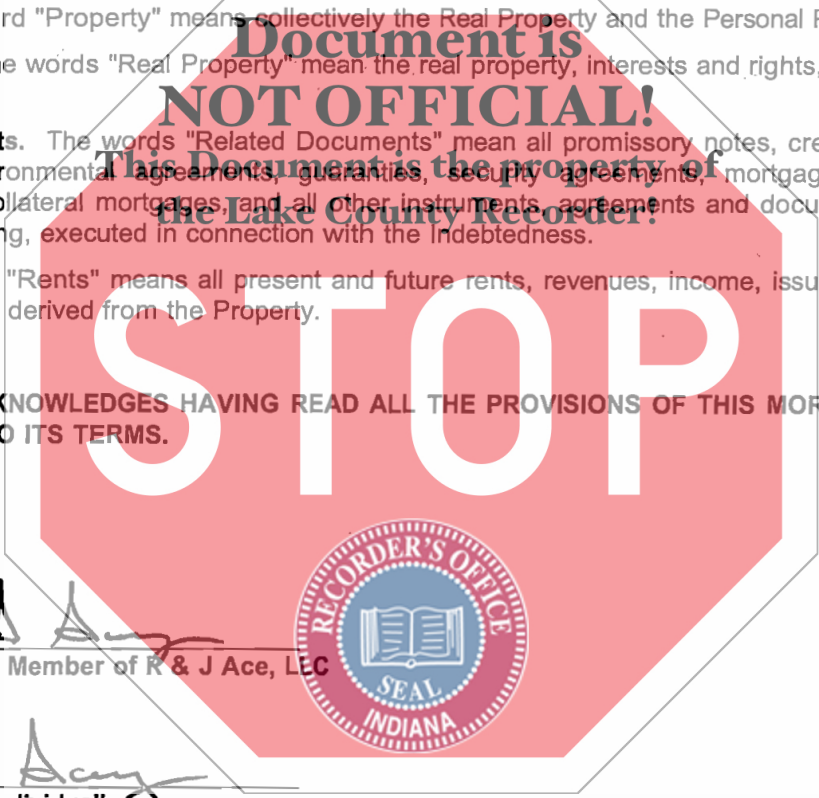 rd "Property" means collectively the Real Property and the Personal P
Document is
e words "Real Property" mean the real property, interests and rights,
NOT OFFICIAL!
ts. The words "Related Documents" mean all promissory notes, cre
This Document is the property of
ronmental agreements, guaranties, security agreements, mortgag
ollateral mortgages, and all other instruments, agreements and docu
the Lake County Recorder!
ng, executed in connection with the Indebtedness.
"Rents" means all present and future rents, revenues, income, issu
derived from the Property.
STOP
KNOWLEDGES HAVING READ ALL THE PROVISIONS OF THIS MOR
O ITS TERMS.
RECORDER'S OFFICE
SEAL
INDIANA
Member of R & J Ace, LLC